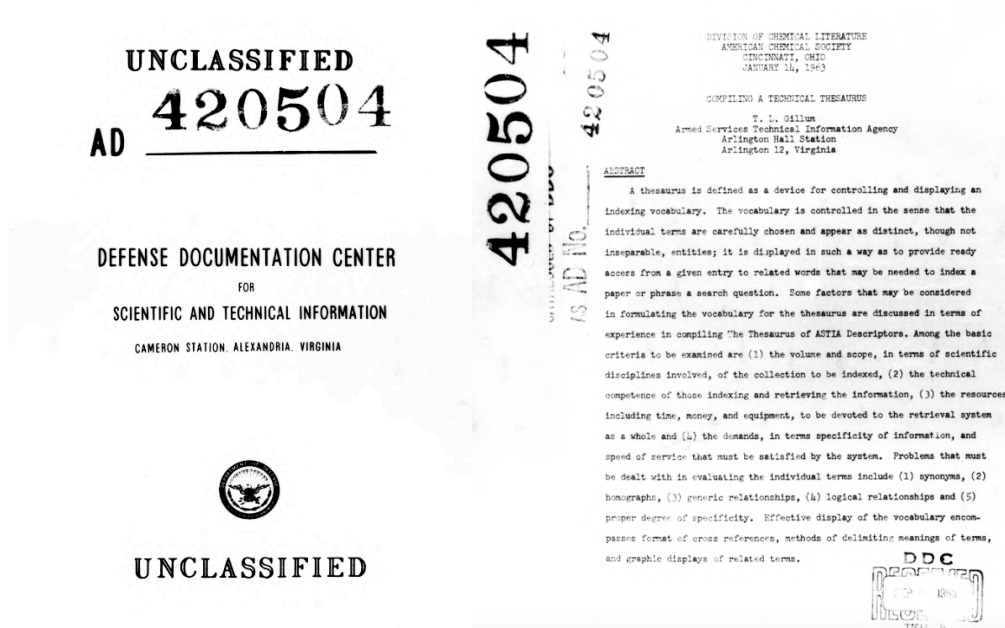 UNCLASSIFIED
AD 420504
DEFENSE DOCUMENTATION CENTER
FOR
SCIENTIFIC AND TECHNICAL INFORMATION
CAMERON STATION, ALEXANDRIA, VIRGINIA
UNCLASSIFIED
420504
AS AD No.
420504
DIVISION OF CHEMICAL LITERATURE
AMERICAN CHEMICAL SOCIETY
CINCINNATI, OHIO
JANUARY 14, 1963
COMPILING A TECHNICAL THESAURUS
T. L. Gillum
Armed Services Technical Information Agency
Arlington Hall Station
Arlington 12, Virginia
ABSTRACT
A thesaurus is defined as a device for controlling and displaying an
indexing vocabulary. The vocabulary is controlled in the sense that the
individual terms are carefully chosen and appear as distinct, though not
inseparable, entities; it is displayed in such a way as to provide ready
access from a given entry to related words that may be needed to index a
paper or phrase a search question. Some factors that may be considered
in formulating the vocabulary for the thesaurus are discussed in terms of
experience in compiling The Thesaurus of ASTIA Descriptors. Among the basic
criteria to be examined are (1) the volume and scope, in terms of scientific
disciplines involved, of the collection to be indexed, (2) the technical
competence of those indexing and retrieving the information, (3) the resources
including time, money, and equipment, to be devoted to the retrieval system
as a whole and (4) the demands, in terms specificity of information, and
speed of service that must be satisfied by the system. Problems that must
be dealt with in evaluating the individual terms include (1) synonyms, (2)
homographs, (3) generic relationships, (4) logical relationships and (5)
proper degree of specificity. Effective display of the vocabulary encom-
passes format of cross references, methods of delimiting meanings of terms,
and graphic displays of related terms.
DDC